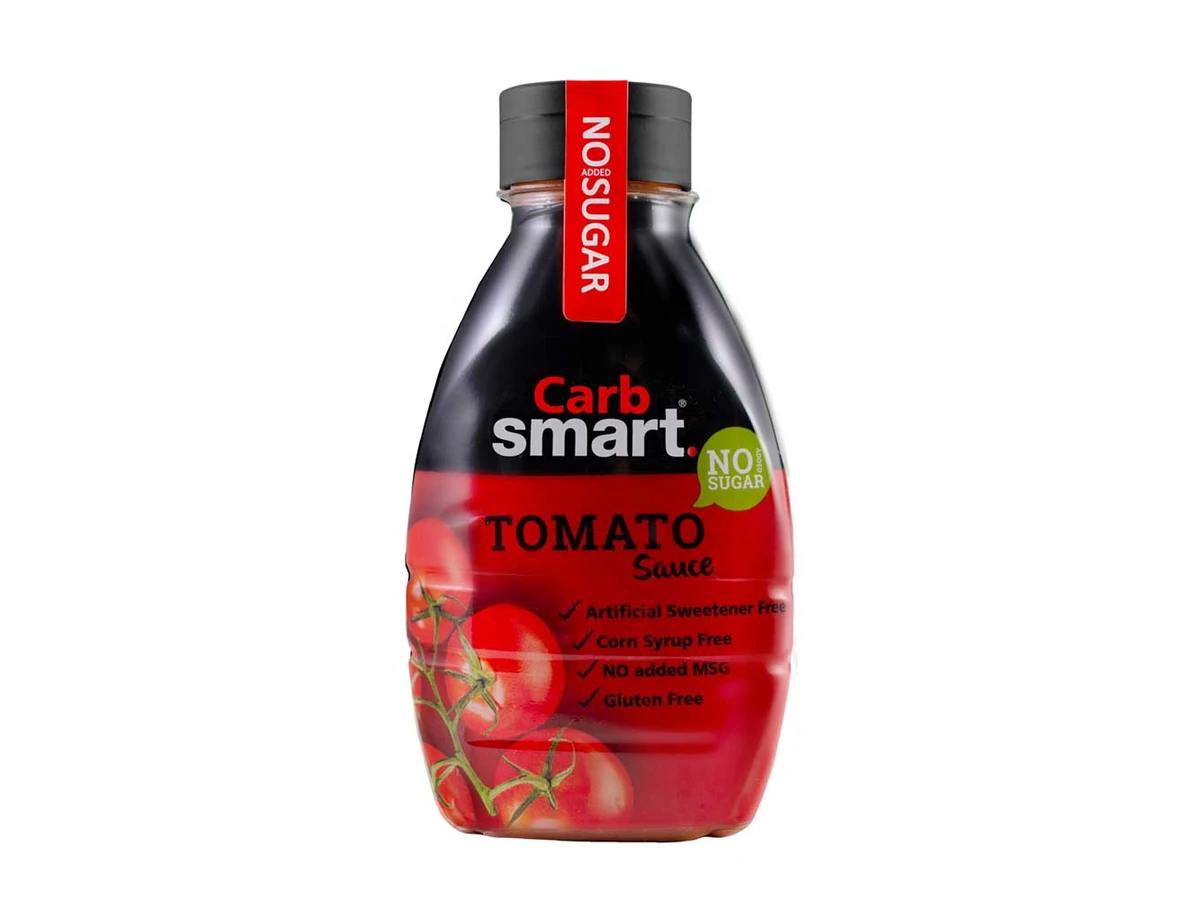 NO ADDED SUGAR
Carb
smart.®
NO ADDED
SUGAR
TOMATO
Sauce
✓ Artificial Sweetener Free
✓ Corn Syrup Free
✓ NO added MSG
✓ Gluten Free